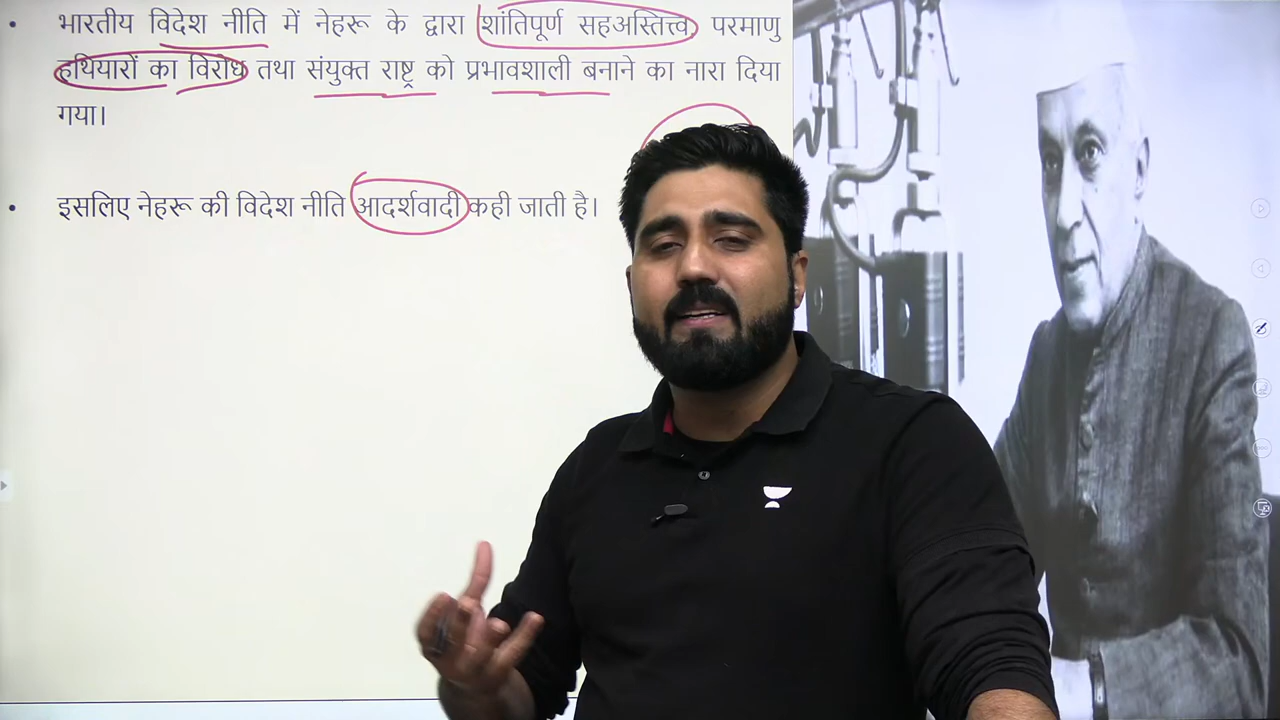 भारतीय विदेश नीति में नेहरू के द्वारा शांतिपूर्ण सहअस्तित्त्व परमाणु
हथियारों का विरोध तथा संयुक्त राष्ट्र को प्रभावशाली बनाने का नारा दिया
गया।
इसलिए नेहरू की विदेश नीति आदर्शवादी कही जाती है।